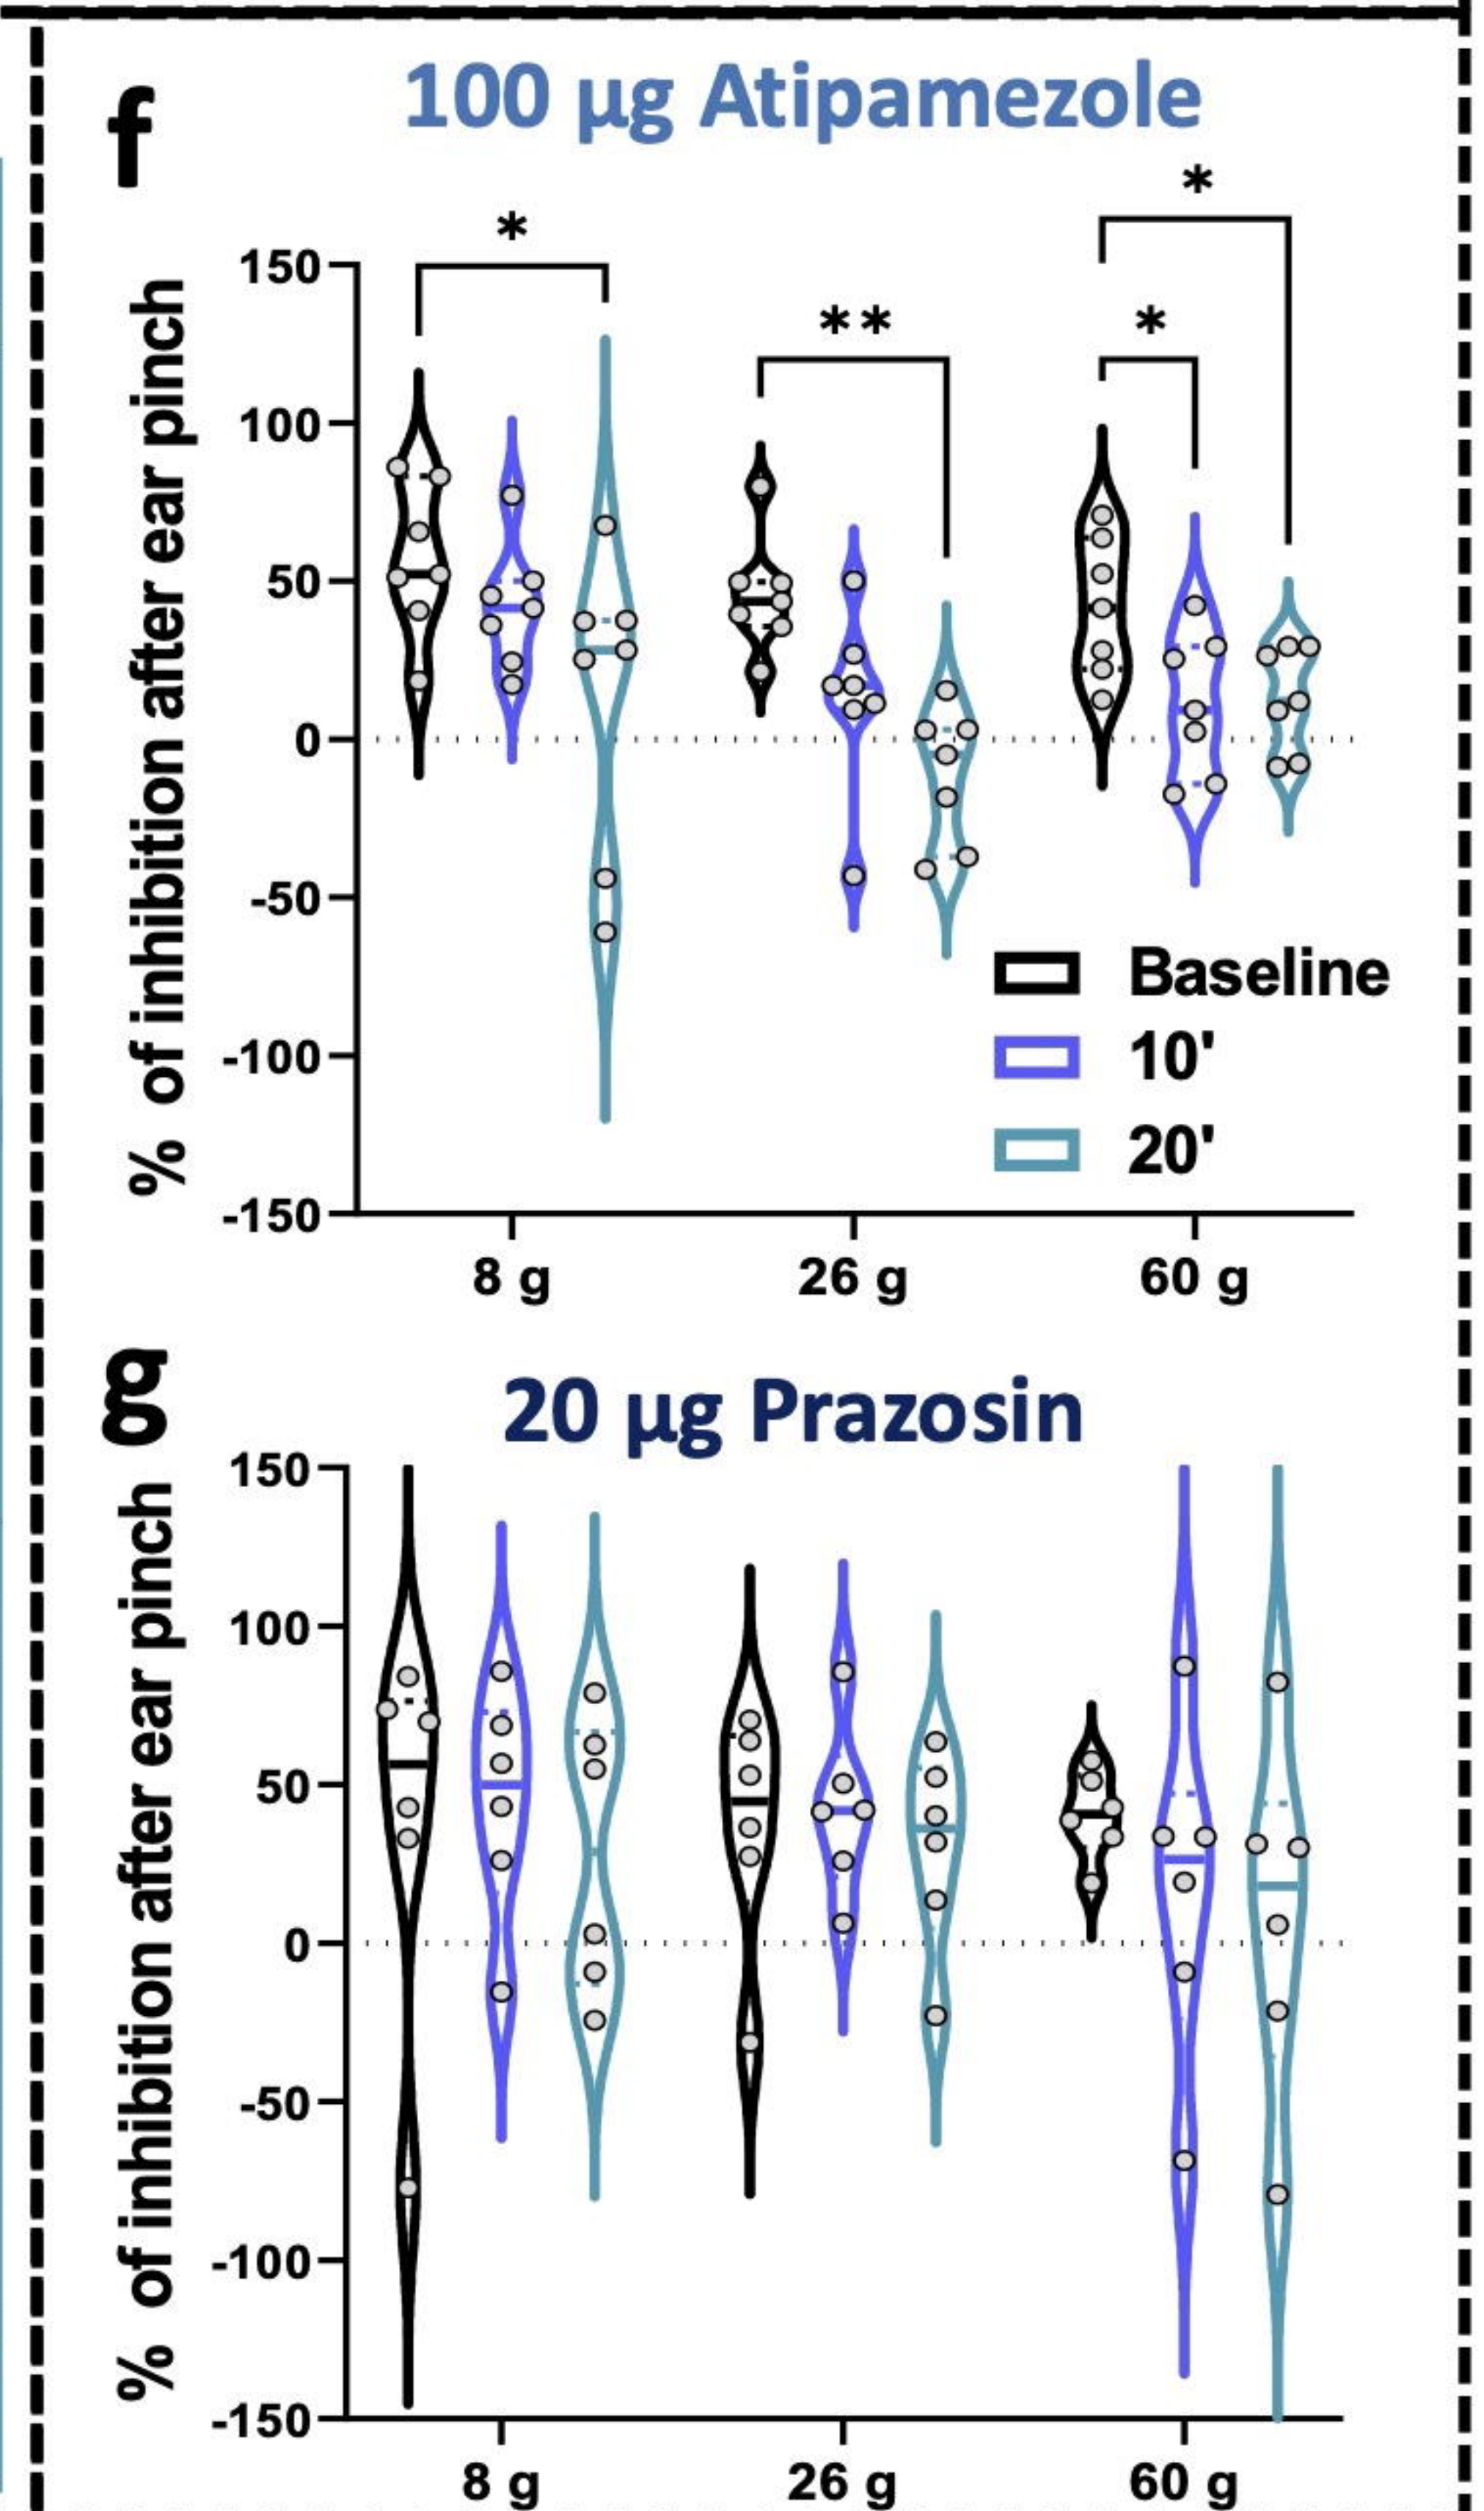 f
100 µg Atipamezole
*
*
**
*
% of inhibition after ear pinch
150
100
50
0
-50
-100
-150
Baseline
10'
20'
8 g
26 g
60 g
g
20 µg Prazosin
% of inhibition after ear pinch
150
100
50
0
-50
-100
-150
8 g
26 g
60 g